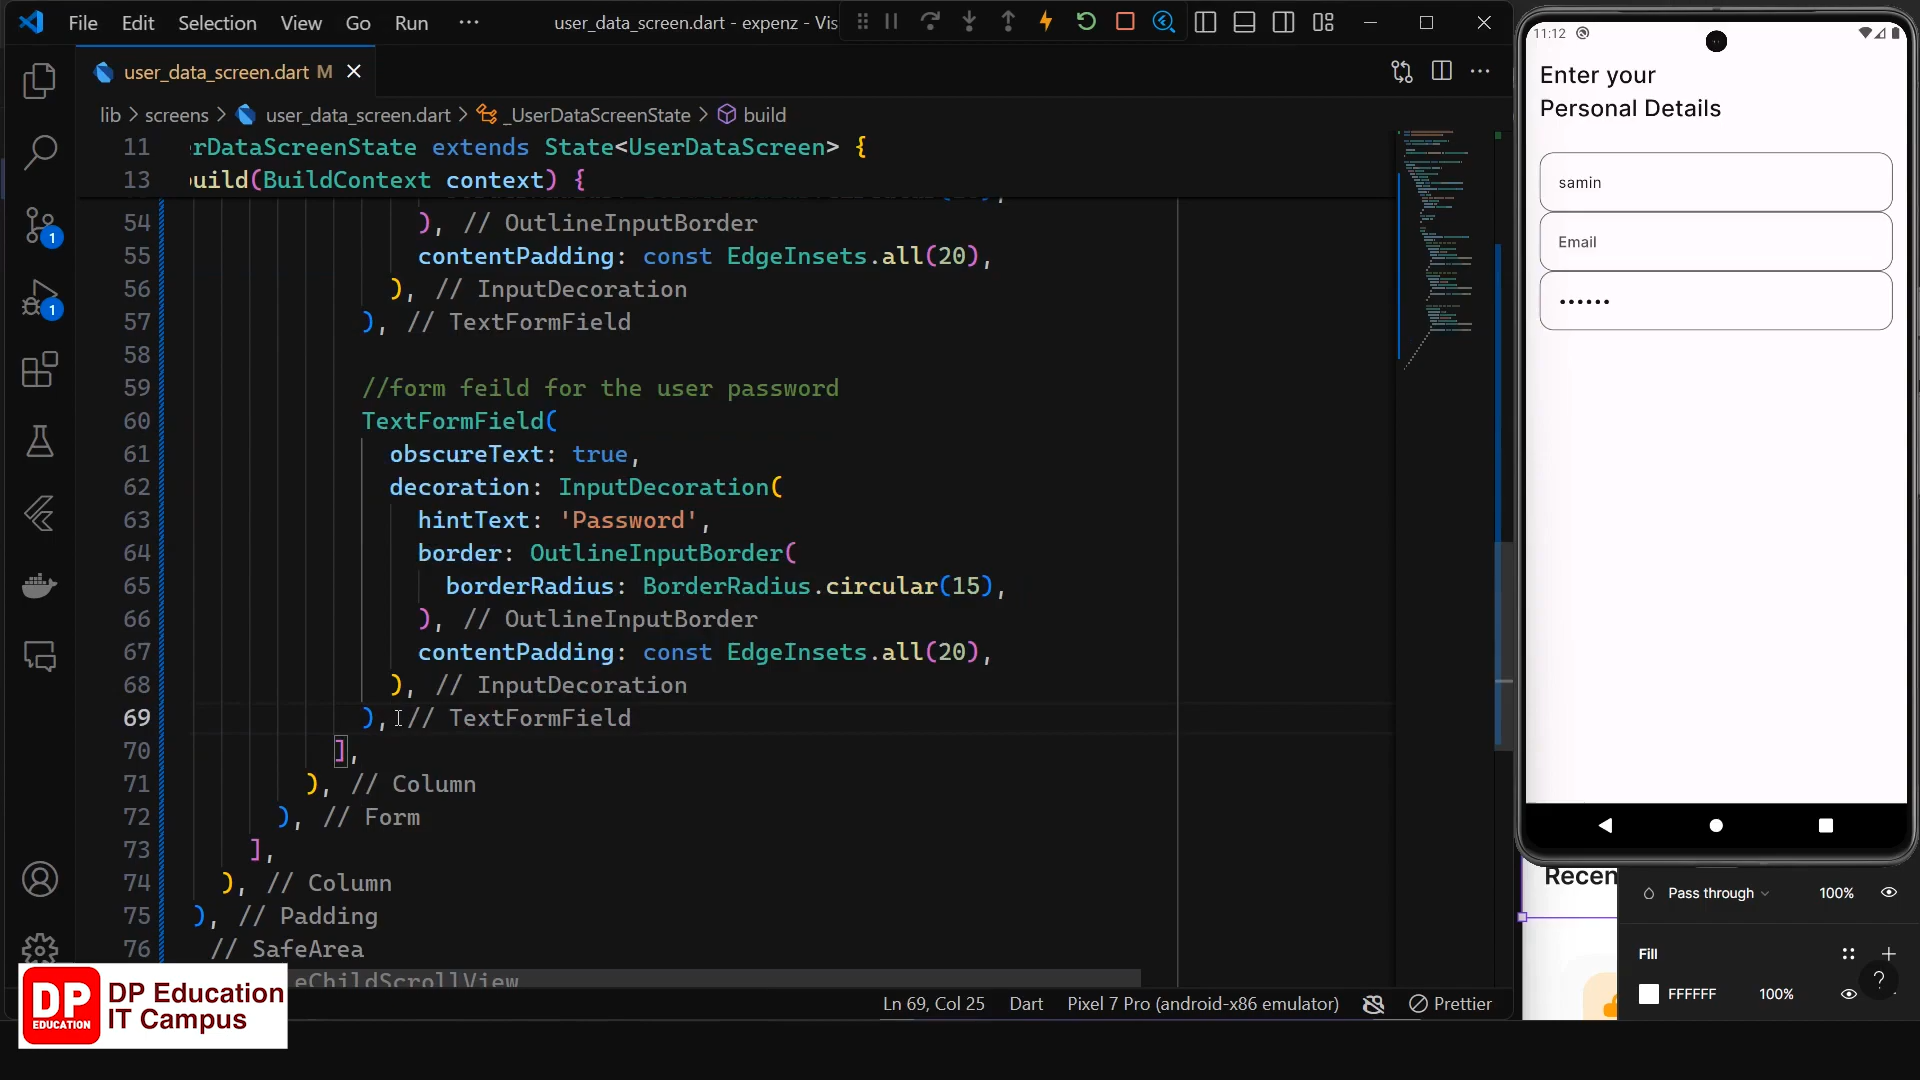 File Edit Selection View Go Run ··· user_data_screen.dart - expenz - Vis
user_data_screen.dart M
lib > screens > user_data_screen.dart > _UserDataScreenState > build
11 rDataScreenState extends State<UserDataScreen> {
13 uild(BuildContext context) {
54 ), // OutlineInputBorder
55 contentPadding: const EdgeInsets.all(20),
56 ), // InputDecoration
57 ), // TextFormField
58
59 //form feild for the user password
60 TextFormField(
61 obscureText: true,
62 decoration: InputDecoration(
63 hintText: 'Password',
64 border: OutlineInputBorder(
65 borderRadius: BorderRadius.circular(15),
66 ), // OutlineInputBorder
67 contentPadding: const EdgeInsets.all(20),
68 ), // InputDecoration
69 ), // TextFormField
70 ],
71 ), // Column
72 ), // Form
73 ],
74 ), // Column
75 ), // Padding
76 // SafeArea
eChildScrollView
1
1
Ln 69, Col 25 Dart Pixel 7 Pro (android-x86 emulator) Prettier
DP
EDUCATION
DP Education
IT Campus
11:12
Enter your
Personal Details
samin
Email
••••••
Recen
Pass through 100%
Fill
FFFFFF 100%
?